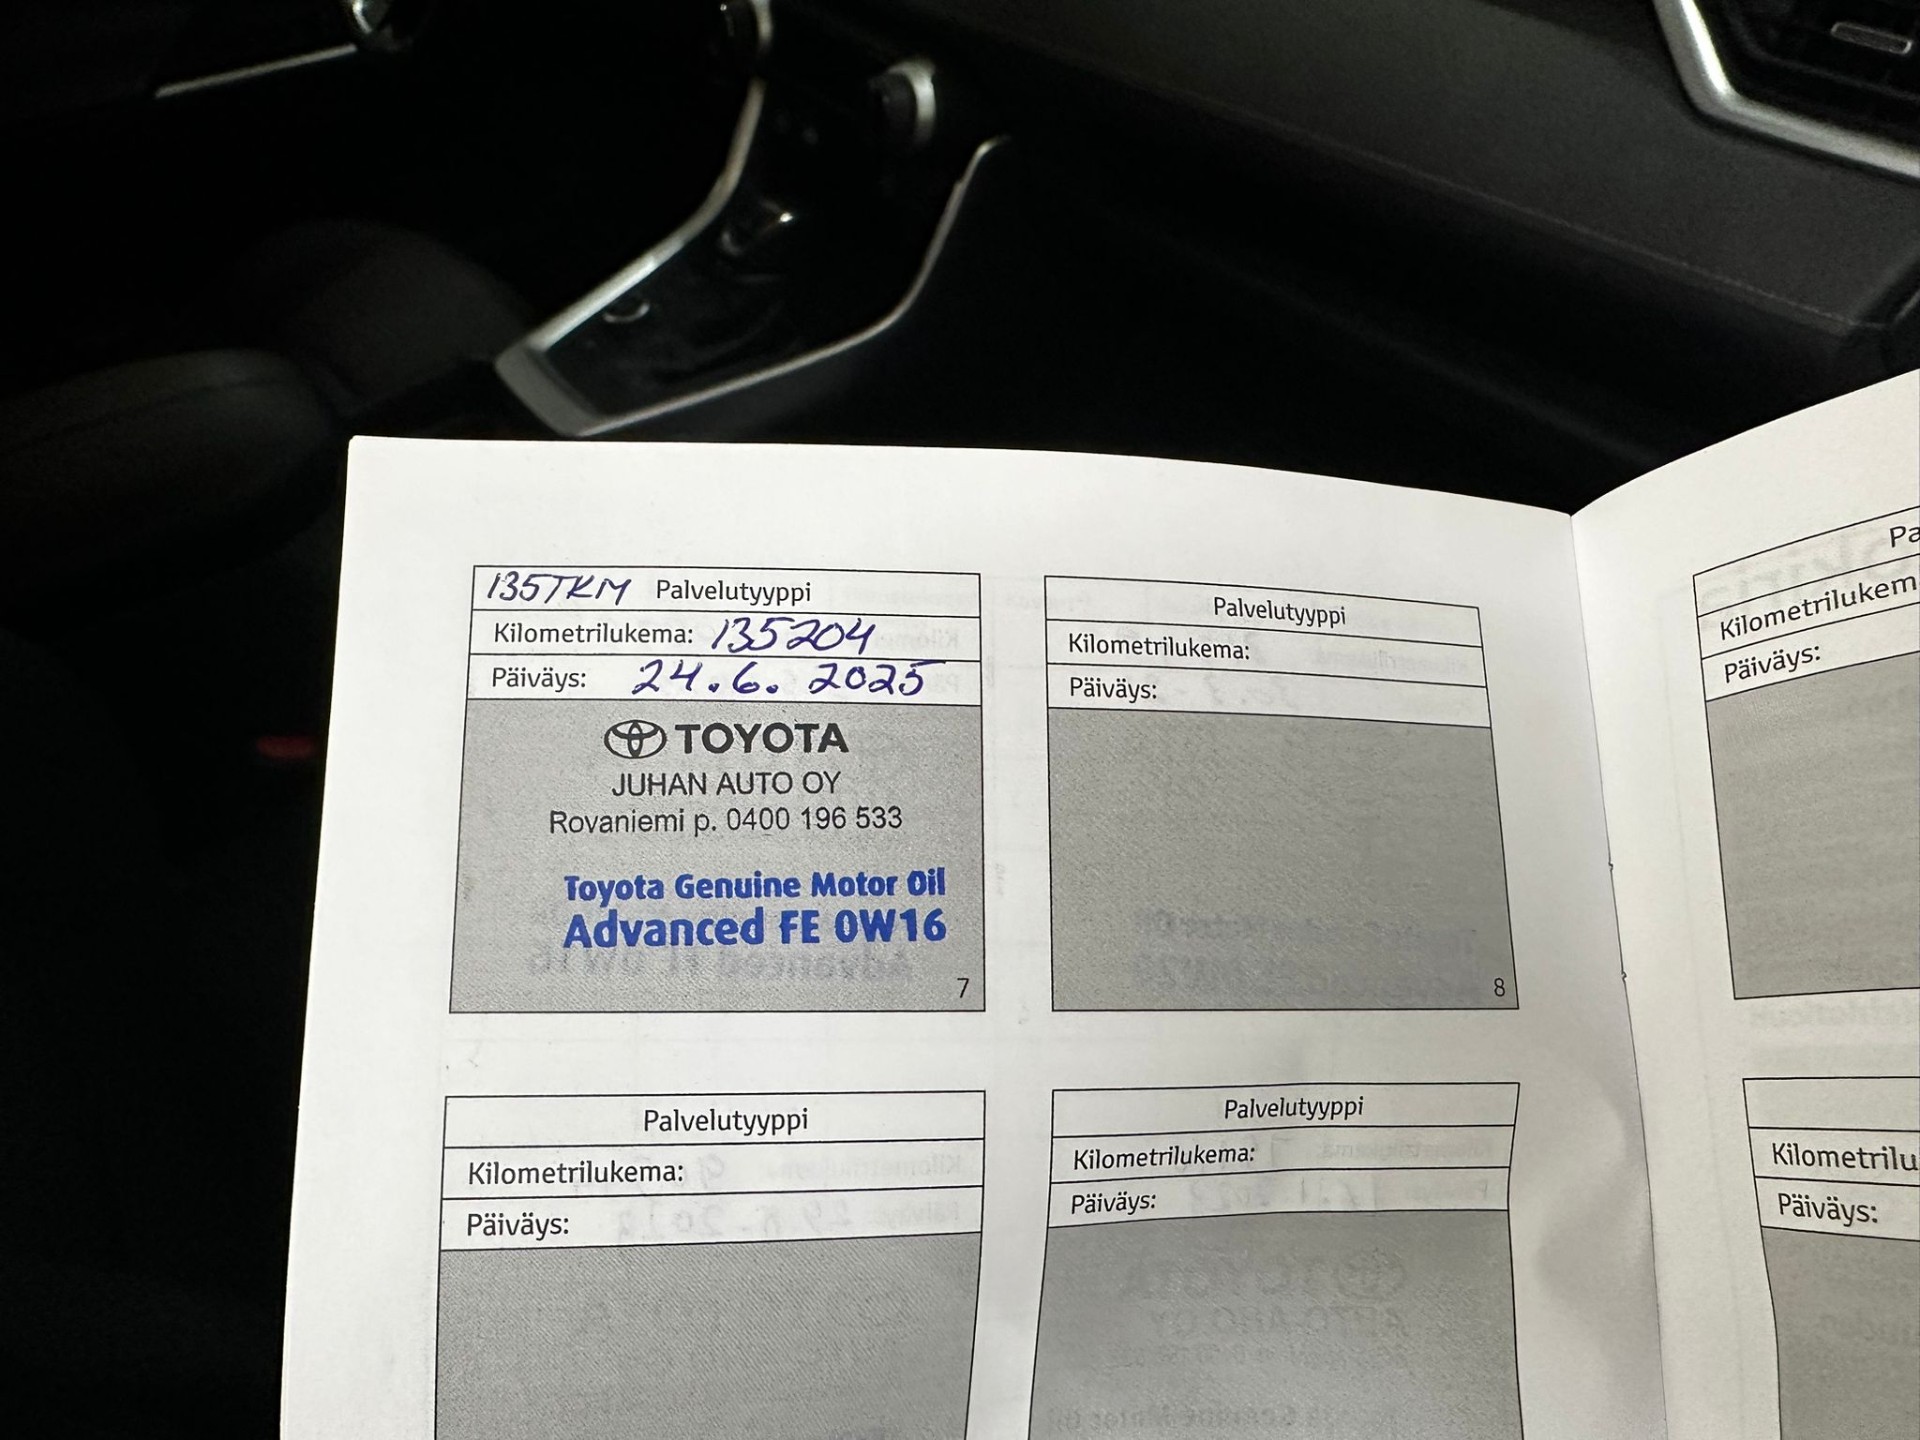 135TKM Palvelutyyppi
Kilometrilukema: 135204
Päiväys: 24.6.2025
TOYOTA
JUHAN AUTO OY
Rovaniemi p. 0400 196 533
Toyota Genuine Motor Oil
Advanced FE 0W16
7
Palvelutyyppi
Kilometrilukema:
Päiväys:
8
Pa
Kilometrilukem
Päiväys:
Palvelutyyppi
Kilometrilukema:
Päiväys:
Palvelutyyppi
Kilometrilukema:
Päiväys:
Kilometrilu
Päiväys: